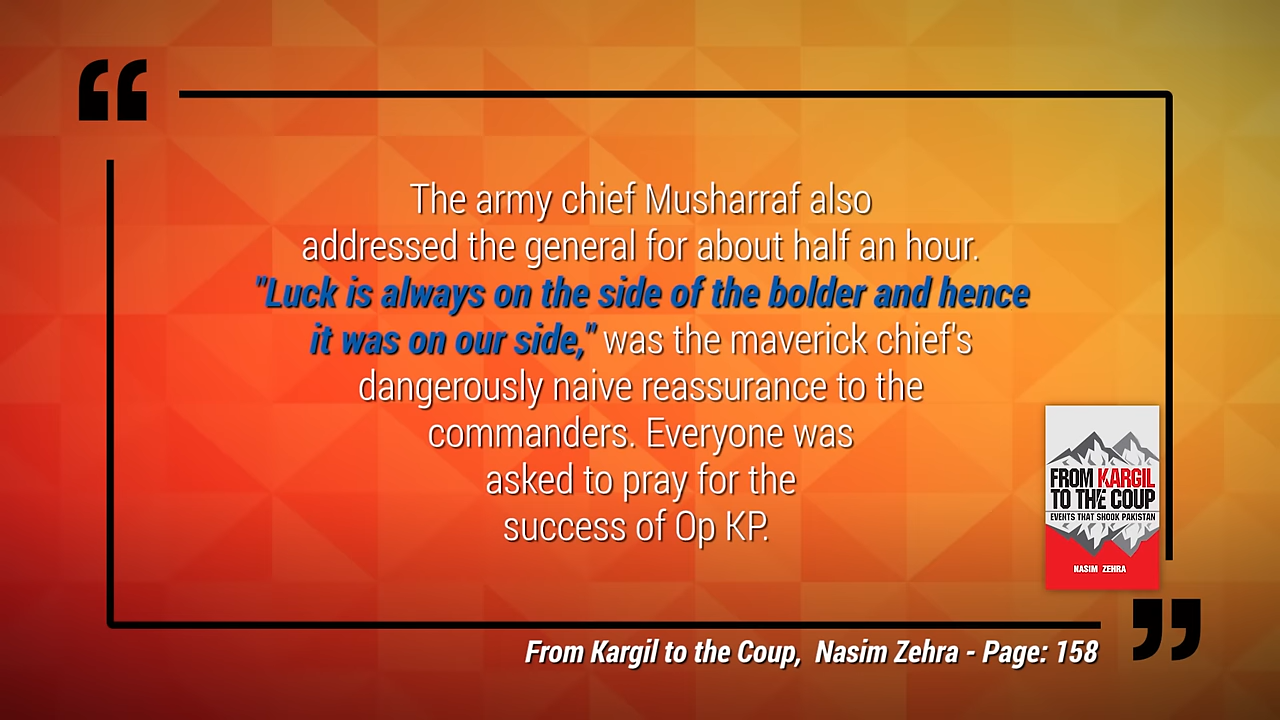 The army chief Musharraf also
addressed the general for about half an hour.
"Luck is always on the side of the bolder and hence
it was on our side," was the maverick chief's
dangerously naive reassurance to the
commanders. Everyone was
asked to pray for the
success of Op KP.
FROM KARGIL
TO THE COUP
EVENTS THAT SHOOK PAKISTAN
NASIM ZEHRA
From Kargil to the Coup, Nasim Zehra - Page: 158